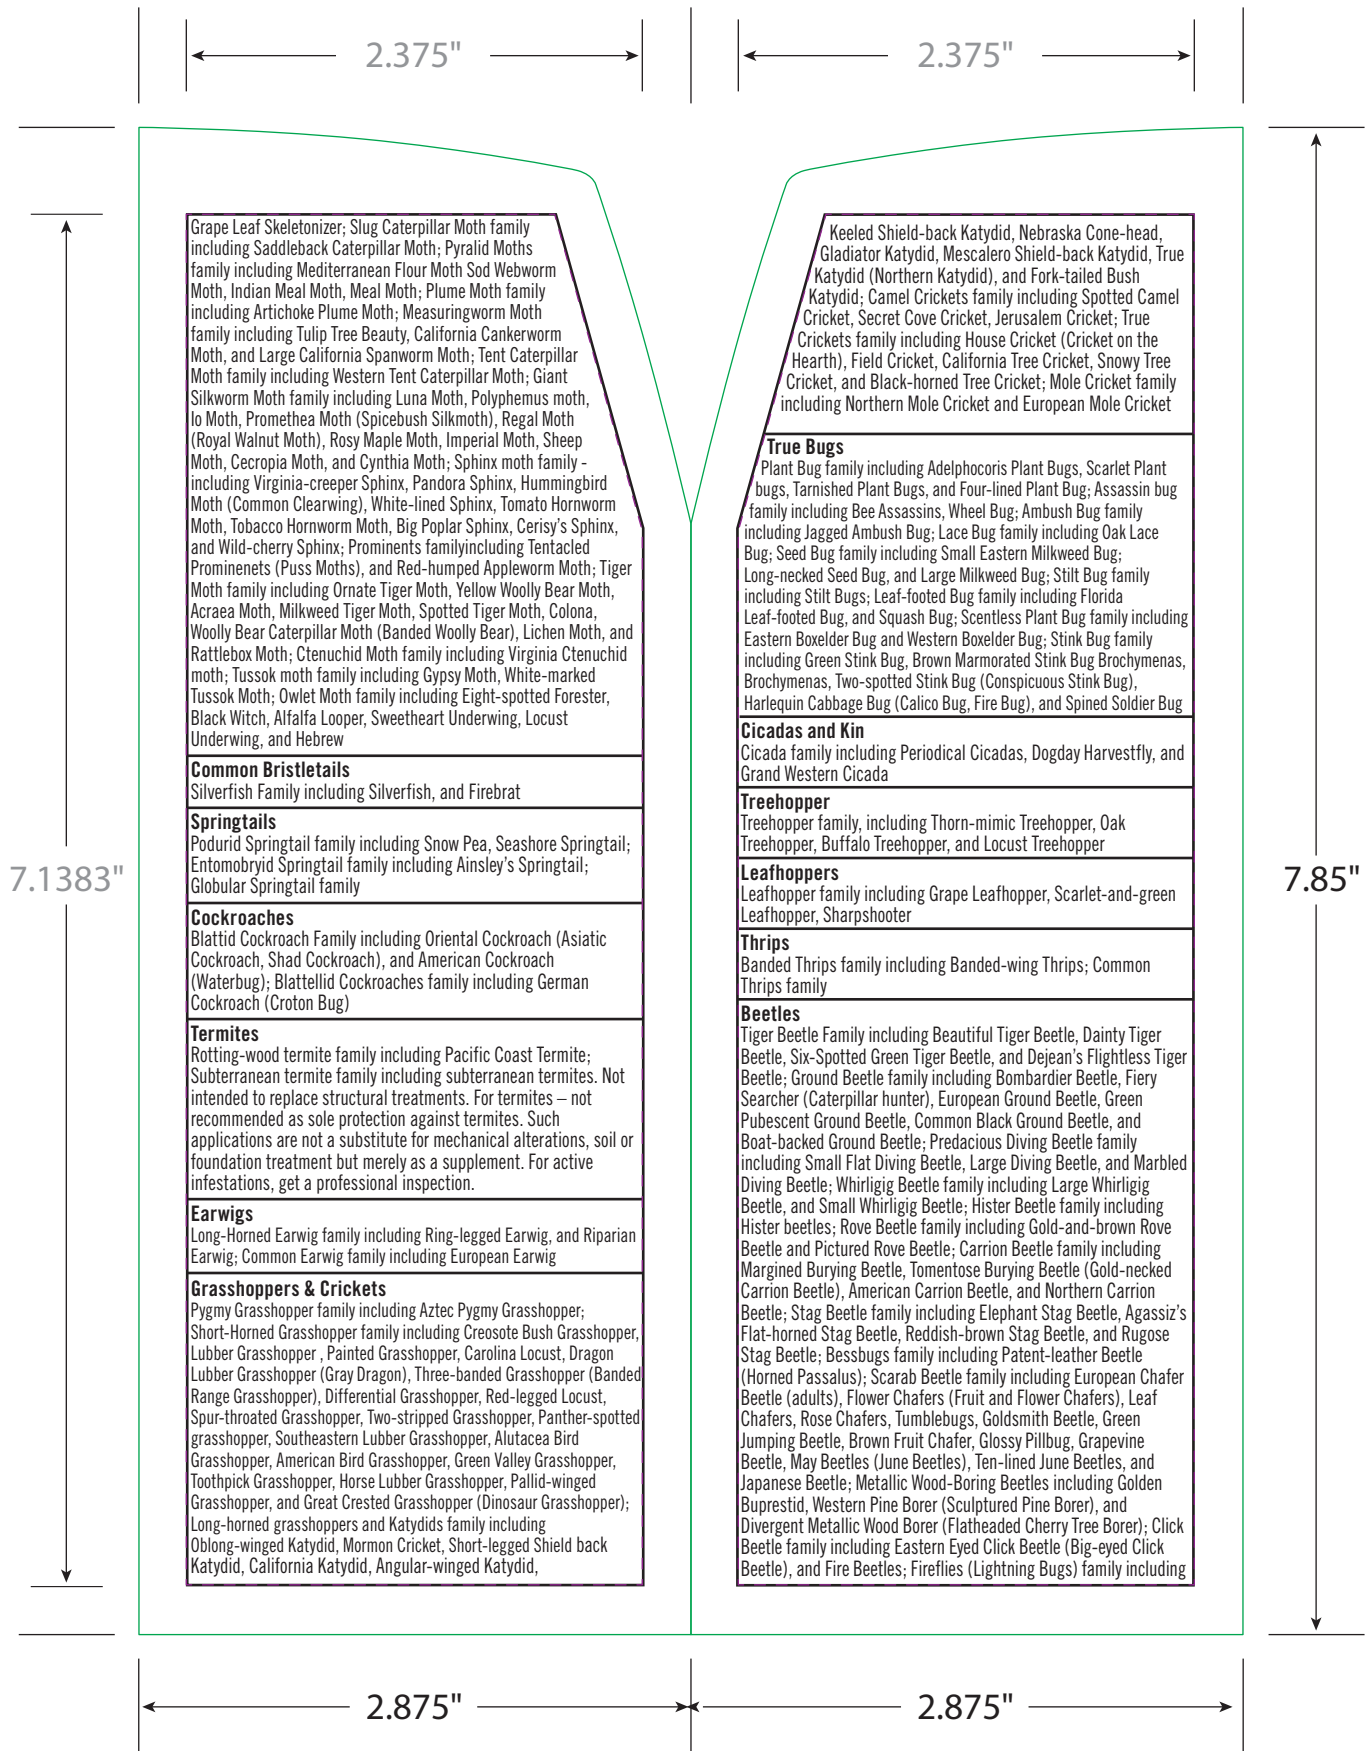 2.375"
2.375"
Grape Leaf Skeletonizer; Slug Caterpillar Moth family
including Saddleback Caterpillar Moth; Pyralid Moths
family including Mediterranean Flour Moth Sod Webworm
Moth, Indian Meal Moth, Meal Moth; Plume Moth family
including Artichoke Plume Moth; Measuringworm Moth
family including Tulip Tree Beauty, California Cankerworm
Moth, and Large California Spanworm Moth; Tent Caterpillar
Moth family including Western Tent Caterpillar Moth; Giant
Silkworm Moth family including Luna Moth, Polyphemus moth,
Io Moth, Promethea Moth (Spicebush Silkmoth), Regal Moth
(Royal Walnut Moth), Rosy Maple Moth, Imperial Moth, Sheep
Moth, Cecropia Moth, and Cynthia Moth; Sphinx moth family -
including Virginia-creeper Sphinx, Pandora Sphinx, Hummingbird
Moth (Common Clearwing), White-lined Sphinx, Tomato Hornworm
Moth, Tobacco Hornworm Moth, Big Poplar Sphinx, Cerisy's Sphinx,
and Wild-cherry Sphinx; Prominents familyincluding Tentacled
Prominenets (Puss Moths), and Red-humped Appleworm Moth; Tiger
Moth family including Ornate Tiger Moth, Yellow Woolly Bear Moth,
Acraea Moth, Milkweed Tiger Moth, Spotted Tiger Moth, Colona,
Woolly Bear Caterpillar Moth (Banded Woolly Bear), Lichen Moth, and
Rattlebox Moth; Ctenuchid Moth family including Virginia Ctenuchid
moth; Tussok moth family including Gypsy Moth, White-marked
Tussok Moth; Owlet Moth family including Eight-spotted Forester,
Black Witch, Alfalfa Looper, Sweetheart Underwing, Locust
Underwing, and Hebrew
Common Bristletails
Silverfish Family including Silverfish, and Firebrat
Springtails
Podurid Springtail family including Snow Pea, Seashore Springtail;
Entomobryid Springtail family including Ainsley's Springtail;
Globular Springtail family
Cockroaches
Blattid Cockroach Family including Oriental Cockroach (Asiatic
Cockroach, Shad Cockroach), and American Cockroach
(Waterbug); Blattellid Cockroaches family including German
Cockroach (Croton Bug)
Termites
Rotting-wood termite family including Pacific Coast Termite;
Subterranean termite family including subterranean termites. Not
intended to replace structural treatments. For termites – not
recommended as sole protection against termites. Such
applications are not a substitute for mechanical alterations, soil or
foundation treatment but merely as a supplement. For active
infestations, get a professional inspection.
Earwigs
Long-Horned Earwig family including Ring-legged Earwig, and Riparian
Earwig; Common Earwig family including European Earwig
Grasshoppers & Crickets
Pygmy Grasshopper family including Aztec Pygmy Grasshopper;
Short-Horned Grasshopper family including Creosote Bush Grasshopper,
Lubber Grasshopper , Painted Grasshopper, Carolina Locust, Dragon
Lubber Grasshopper (Gray Dragon), Three-banded Grasshopper (Banded
Range Grasshopper), Differential Grasshopper, Red-legged Locust,
Spur-throated Grasshopper, Two-stripped Grasshopper, Panther-spotted
grasshopper, Southeastern Lubber Grasshopper, Alutacea Bird
Grasshopper, American Bird Grasshopper, Green Valley Grasshopper,
Toothpick Grasshopper, Horse Lubber Grasshopper, Pallid-winged
Grasshopper, and Great Crested Grasshopper (Dinosaur Grasshopper);
Long-horned grasshoppers and Katydids family including
Oblong-winged Katydid, Mormon Cricket, Short-legged Shield back
Katydid, California Katydid, Angular-winged Katydid,
Keeled Shield-back Katydid, Nebraska Cone-head,
Gladiator Katydid, Mescalero Shield-back Katydid, True
Katydid (Northern Katydid), and Fork-tailed Bush
Katydid; Camel Crickets family including Spotted Camel
Cricket, Secret Cove Cricket, Jerusalem Cricket; True
Crickets family including House Cricket (Cricket on the
Hearth), Field Cricket, California Tree Cricket, Snowy Tree
Cricket, and Black-horned Tree Cricket; Mole Cricket family
including Northern Mole Cricket and European Mole Cricket
True Bugs
Plant Bug family including Adelphocoris Plant Bugs, Scarlet Plant
bugs, Tarnished Plant Bugs, and Four-lined Plant Bug; Assassin bug
family including Bee Assassins, Wheel Bug; Ambush Bug family
including Jagged Ambush Bug; Lace Bug family including Oak Lace
Bug; Seed Bug family including Small Eastern Milkweed Bug;
Long-necked Seed Bug, and Large Milkweed Bug; Stilt Bug family
including Stilt Bugs; Leaf-footed Bug family including Florida
Leaf-footed Bug, and Squash Bug; Scentless Plant Bug family including
Eastern Boxelder Bug and Western Boxelder Bug; Stink Bug family
including Green Stink Bug, Brown Marmorated Stink Bug Brochymenas,
Brochymenas, Two-spotted Stink Bug (Conspicuous Stink Bug),
Harlequin Cabbage Bug (Calico Bug, Fire Bug), and Spined Soldier Bug
Cicadas and Kin
Cicada family including Periodical Cicadas, Dogday Harvestfly, and
Grand Western Cicada
Treehopper
Treehopper family, including Thorn-mimic Treehopper, Oak
Treehopper, Buffalo Treehopper, and Locust Treehopper
Leafhoppers
Leafhopper family including Grape Leafhopper, Scarlet-and-green
Leafhopper, Sharpshooter
Thrips
Banded Thrips family including Banded-wing Thrips; Common
Thrips family
Beetles
Tiger Beetle Family including Beautiful Tiger Beetle, Dainty Tiger
Beetle, Six-Spotted Green Tiger Beetle, and Dejean's Flightless Tiger
Beetle; Ground Beetle family including Bombardier Beetle, Fiery
Searcher (Caterpillar hunter), European Ground Beetle, Green
Pubescent Ground Beetle, Common Black Ground Beetle, and
Boat-backed Ground Beetle; Predacious Diving Beetle family
including Small Flat Diving Beetle, Large Diving Beetle, and Marbled
Diving Beetle; Whirligig Beetle family including Large Whirligig
Beetle, and Small Whirligig Beetle; Hister Beetle family including
Hister beetles; Rove Beetle family including Gold-and-brown Rove
Beetle and Pictured Rove Beetle; Carrion Beetle family including
Margined Burying Beetle, Tomentose Burying Beetle (Gold-necked
Carrion Beetle), American Carrion Beetle, and Northern Carrion
Beetle; Stag Beetle family including Elephant Stag Beetle, Agassiz's
Flat-horned Stag Beetle, Reddish-brown Stag Beetle, and Rugose
Stag Beetle; Bessbugs family including Patent-leather Beetle
(Horned Passalus); Scarab Beetle family including European Chafer
Beetle (adults), Flower Chafers (Fruit and Flower Chafers), Leaf
Chafers, Rose Chafers, Tumblebugs, Goldsmith Beetle, Green
Jumping Beetle, Brown Fruit Chafer, Glossy Pillbug, Grapevine
Beetle, May Beetles (June Beetles), Ten-lined June Beetles, and
Japanese Beetle; Metallic Wood-Boring Beetles including Golden
Buprestid, Western Pine Borer (Sculptured Pine Borer), and
Divergent Metallic Wood Borer (Flatheaded Cherry Tree Borer); Click
Beetle family including Eastern Eyed Click Beetle (Big-eyed Click
Beetle), and Fire Beetles; Fireflies (Lightning Bugs) family including
7.1383"
7.85"
2.875"
2.875"